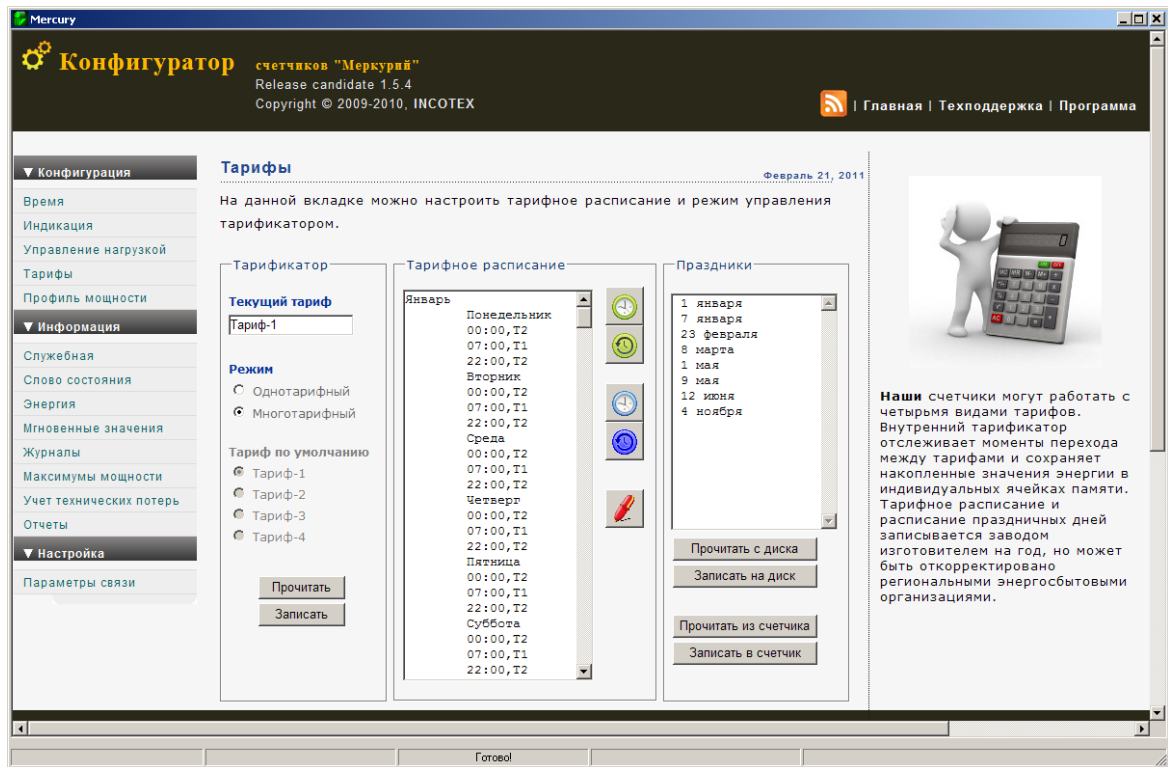 Mercury
Конфигуратор
счетчиков "Меркурий"
Release candidate 1.5.4
Copyright © 2009-2010, INCOTEX
| Главная | Техподдержка | Программа
▼ Конфигурация
Время
Индикация
Управление нагрузкой
Тарифы
Профиль мощности
▼ Информация
Служебная
Слово состояния
Энергия
Мгновенные значения
Журналы
Максимумы мощности
Учет технических потерь
Отчеты
▼ Настройка
Параметры связи
Тарифы
Февраль 21, 2011
На данной вкладке можно настроить тарифное расписание и режим управления
тарификатором.
Тарификатор
Текущий тариф
Тариф-1
Режим
Однотарифный
Многотарифный
Тариф по умолчанию
Тариф-1
Тариф-2
Тариф-3
Тариф-4
Прочитать
Записать
Тарифное расписание
Январь
Понедельник
00:00,T2
07:00,T1
22:00,T2
Вторник
00:00,T2
07:00,T1
22:00,T2
Среда
00:00,T2
07:00,T1
22:00,T2
Четверг
00:00,T2
07:00,T1
22:00,T2
Пятница
00:00,T2
07:00,T1
22:00,T2
Суббота
00:00,T2
07:00,T1
22:00,T2
Праздники
1 января
7 января
23 февраля
8 марта
1 мая
9 мая
12 июня
4 ноября
Прочитать с диска
Записать на диск
Прочитать из счетчика
Записать в счетчик
Наши счетчики могут работать с
четырьмя видами тарифов.
Внутренний тарификатор
отслеживает моменты перехода
между тарифами и сохраняет
накопленные значения энергии в
индивидуальных ячейках памяти.
Тарифное расписание и
расписание праздничных дней
записывается заводом
изготовителем на год, но может
быть откорректировано
региональными энергосбытовыми
организациями.
Готово!